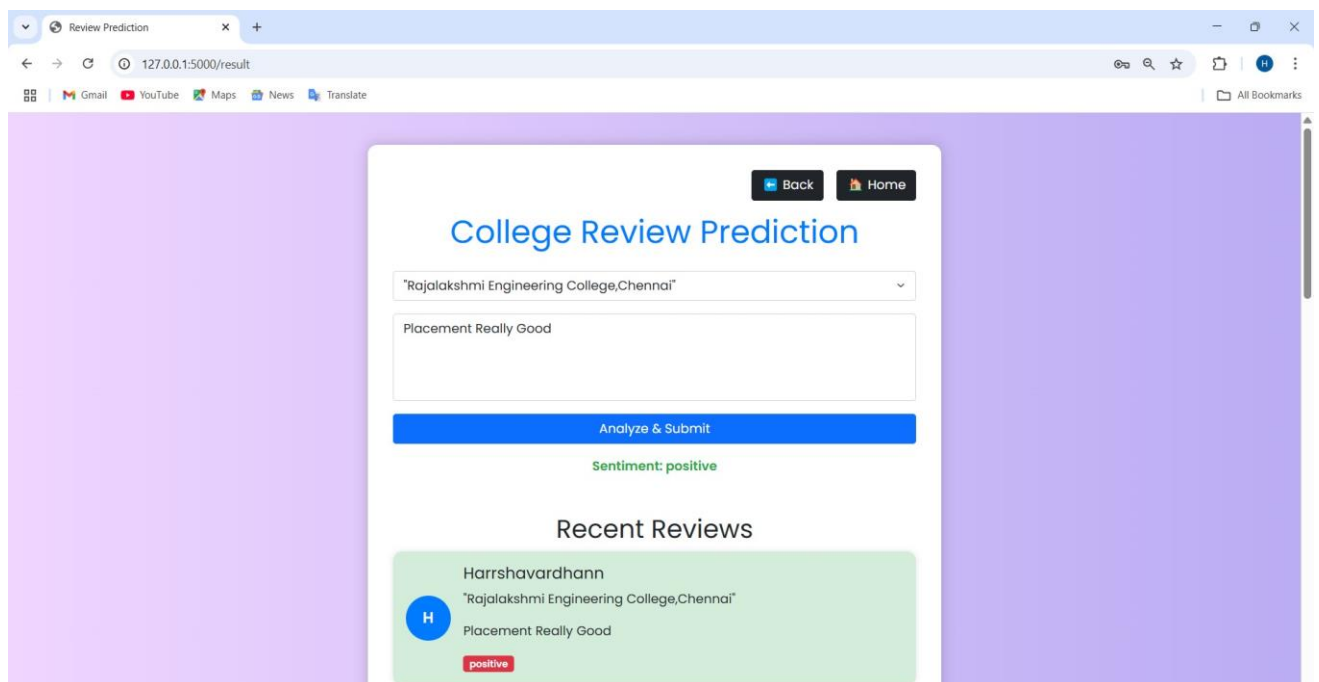 Review Prediction
127.0.0.1:5000/result
H
Gmail YouTube Maps News Translate
All Bookmarks
Back Home
College Review Prediction
"Rajalakshmi Engineering College,Chennai"
Placement Really Good
Analyze & Submit
Sentiment: positive
Recent Reviews
Harrshavardhann
"Rajalakshmi Engineering College,Chennai"
H
Placement Really Good
positive